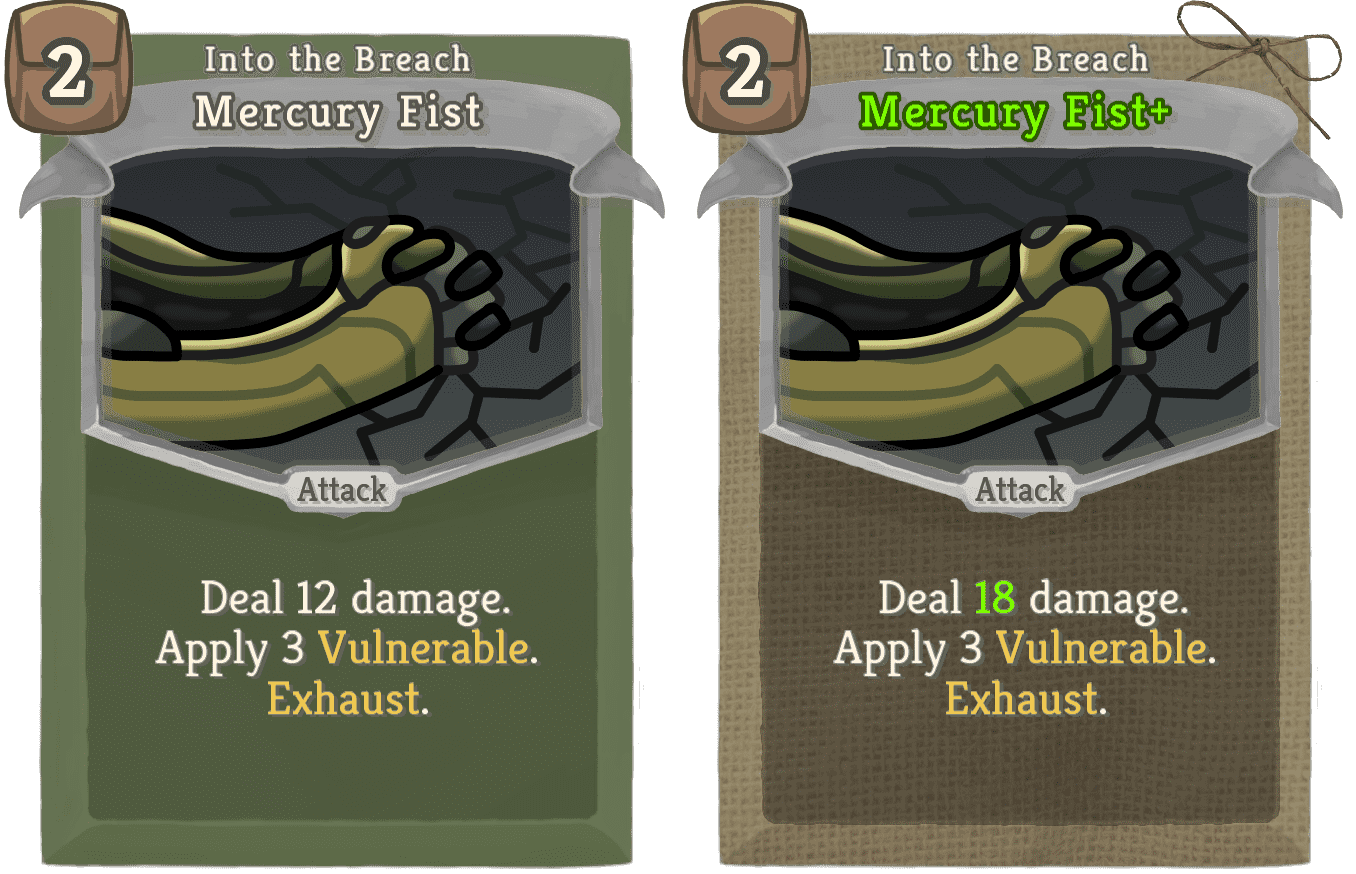 2
Into the Breach
Mercury Fist
Attack
Deal 12 damage.
Apply 3 Vulnerable.
Exhaust.
2
Into the Breach
Mercury Fist+
Attack
Deal 18 damage.
Apply 3 Vulnerable.
Exhaust.